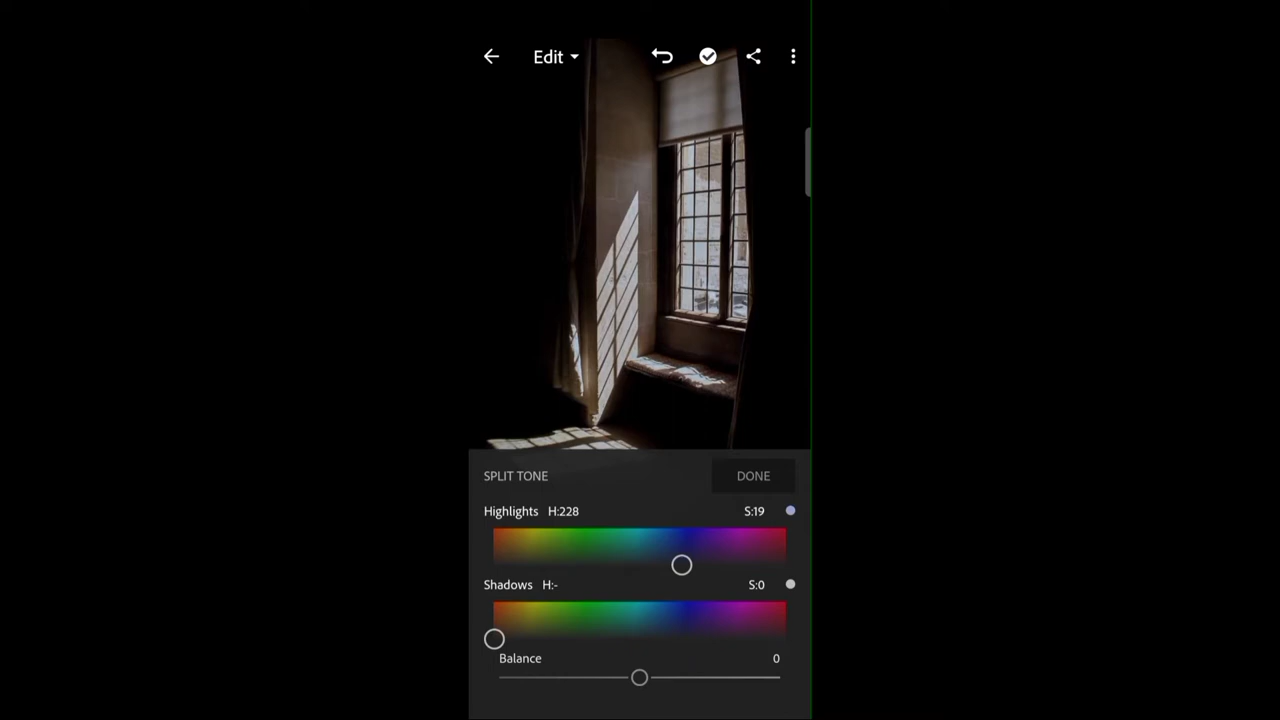 Edit
SPLIT TONE DONE
Highlights H:228 S:19
Shadows H:- S:0
Balance 0